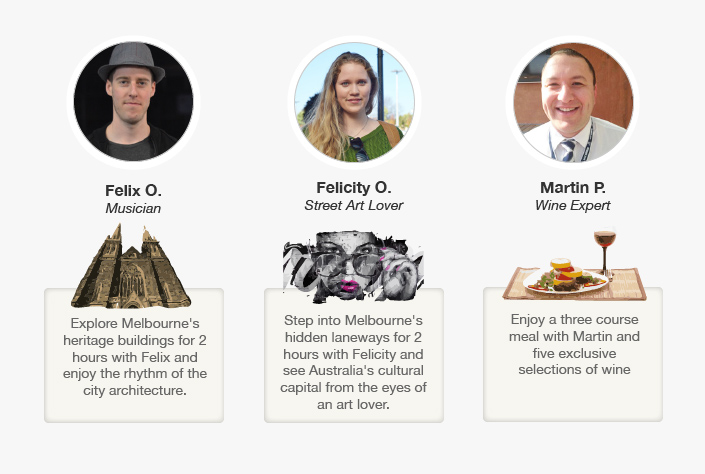 Felix O.
Musician
Explore Melbourne's
heritage buildings for 2
hours with Felix and
enjoy the rhythm of the
city architecture.
Felicity O.
Street Art Lover
Step into Melbourne's
hidden laneways for 2
hours with Felicity and
see Australia's cultural
capital from the eyes of
an art lover.
Martin P.
Wine Expert
Enjoy a three course
meal with Martin and
five exclusive
selections of wine